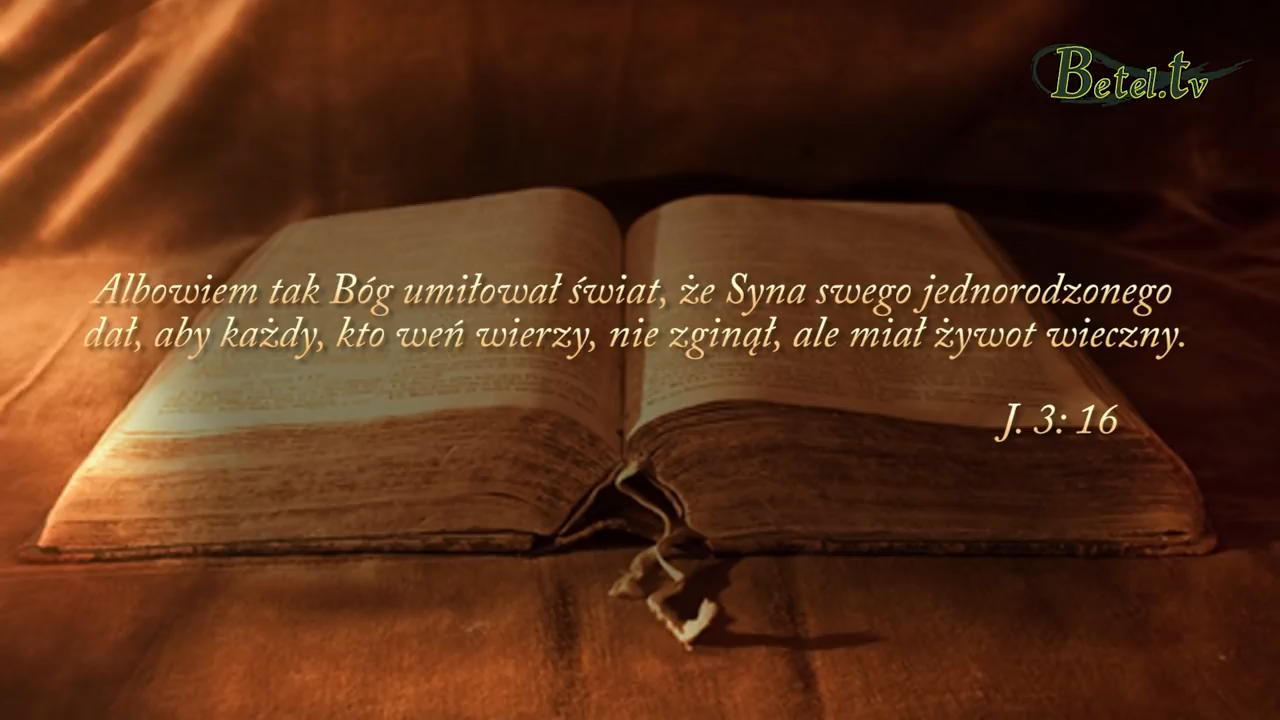 Betel.tv
Albowiem tak Bóg umiłował świat, że Syna swego jednorodzonego
dał, aby każdy, kto weń wierzy, nie zginął, ale miał żywot wieczny.
J. 3: 16